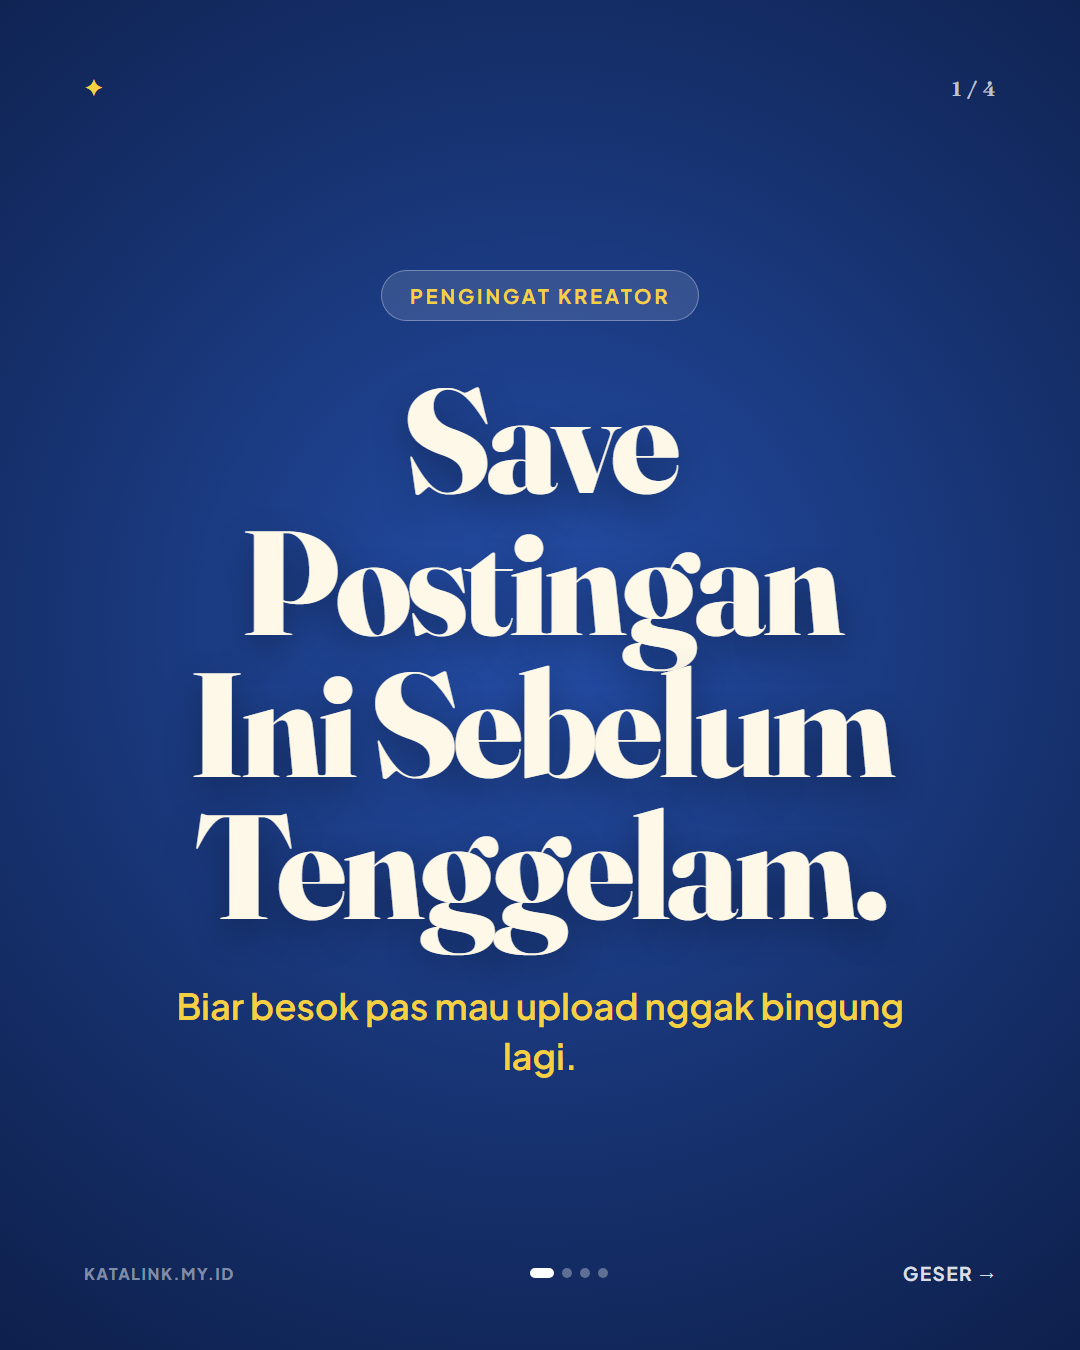 1 / 4
PENGINGAT KREATOR
Save
Postingan
Ini Sebelum
Tenggelam.
Biar besok pas mau upload nggak bingung
lagi.
KATALINK.MY.ID
GESER →